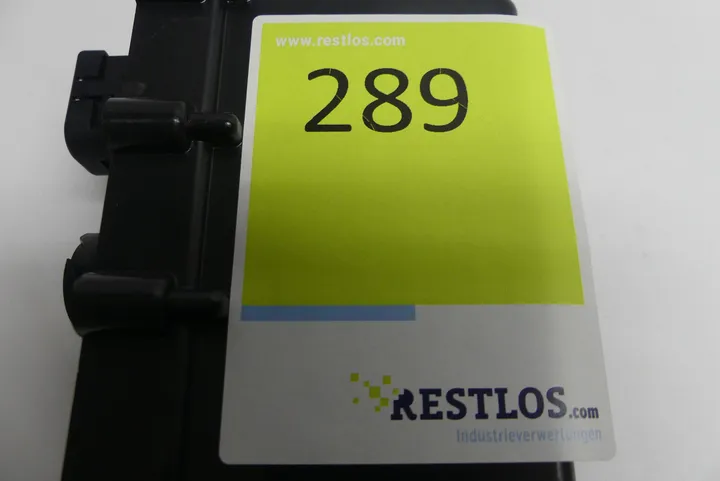 www.restlos.com
289
RESTLOS.com
Industrieverwertungen